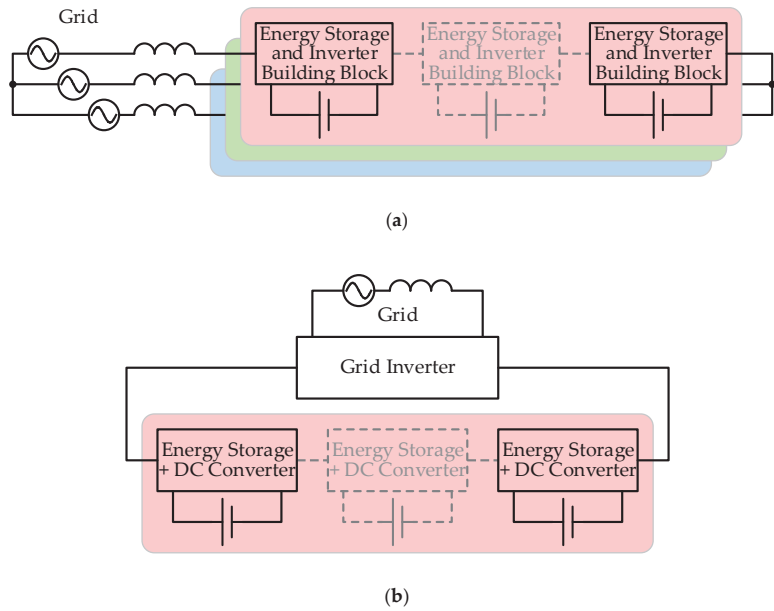 Grid
Energy Storage
and Inverter
Building Block
Energy Storage
and Inverter
Building Block
Energy Storage
and Inverter
Building Block
(a)
Grid
Grid Inverter
Energy Storage
+ DC Converter
Energy Storage
+ DC Converter
Energy Storage
+ DC Converter
(b)